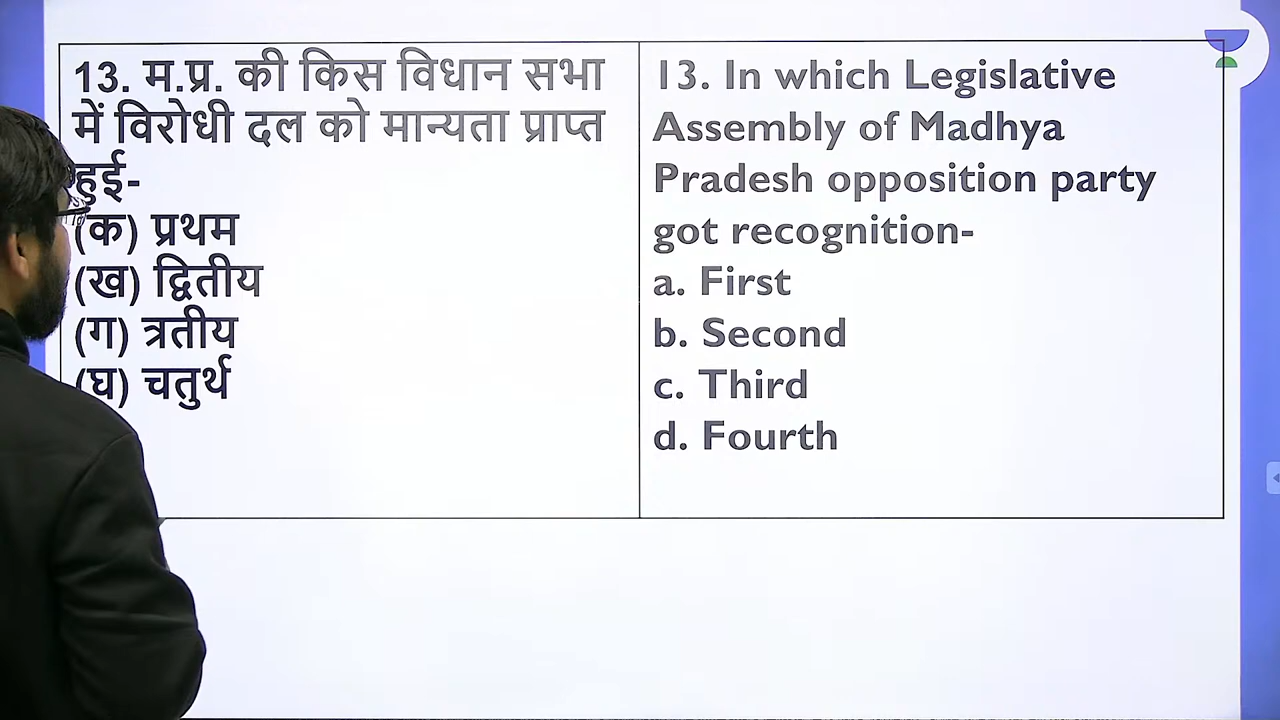 13. म.प्र. की किस विधान सभा
में विरोधी दल को मान्यता प्राप्त
हुई-
(क) प्रथम
(ख) द्वितीय
(ग) त्रतीय
(घ) चतुर्थ
13. In which Legislative
Assembly of Madhya
Pradesh opposition party
got recognition-
a. First
b. Second
c. Third
d. Fourth